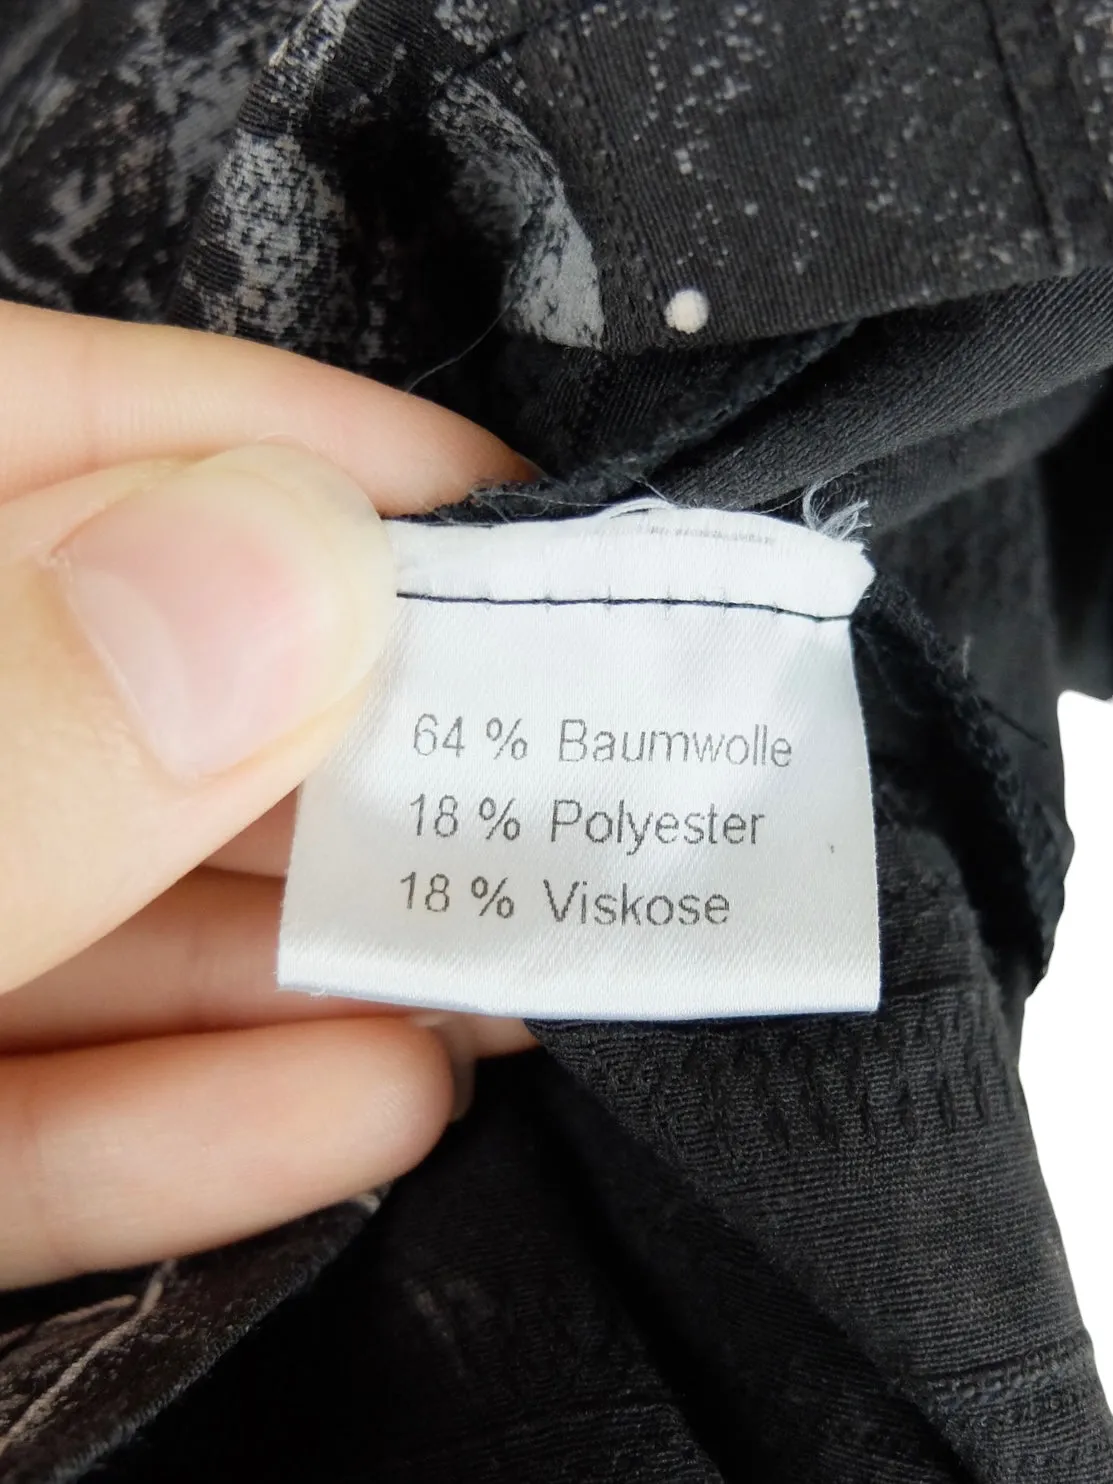 64 % Baumwolle
18 % Polyester
18 % Viskose